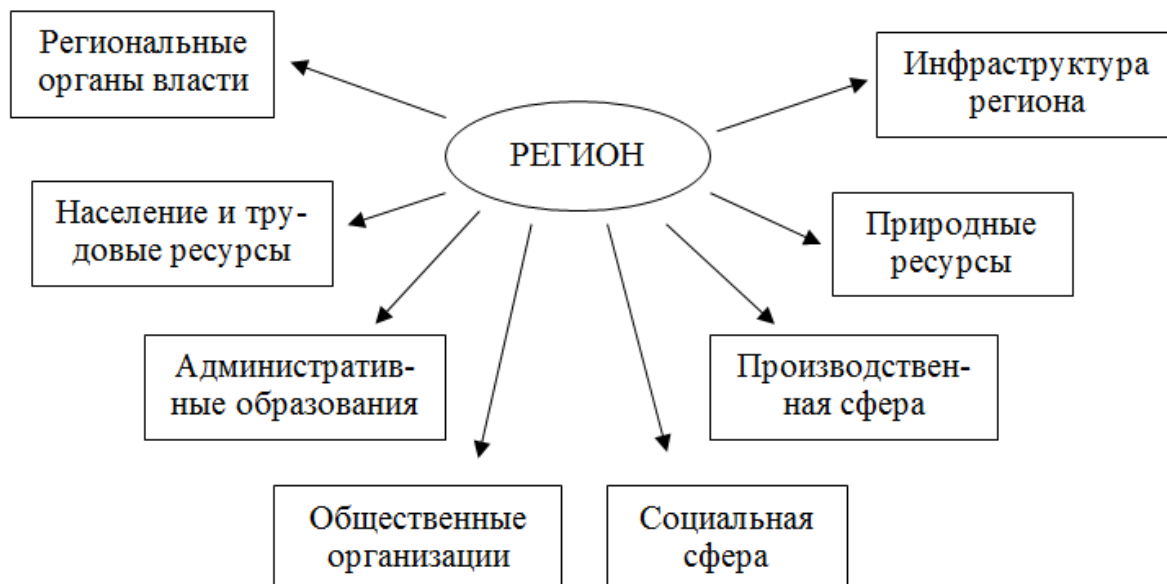 Региональные
органы власти
Инфраструктура
региона
РЕГИОН
Население и тру-
довые ресурсы
Природные
ресурсы
Административ-
ные образования
Производствен-
ная сфера
Общественные
организации
Социальная
сфера